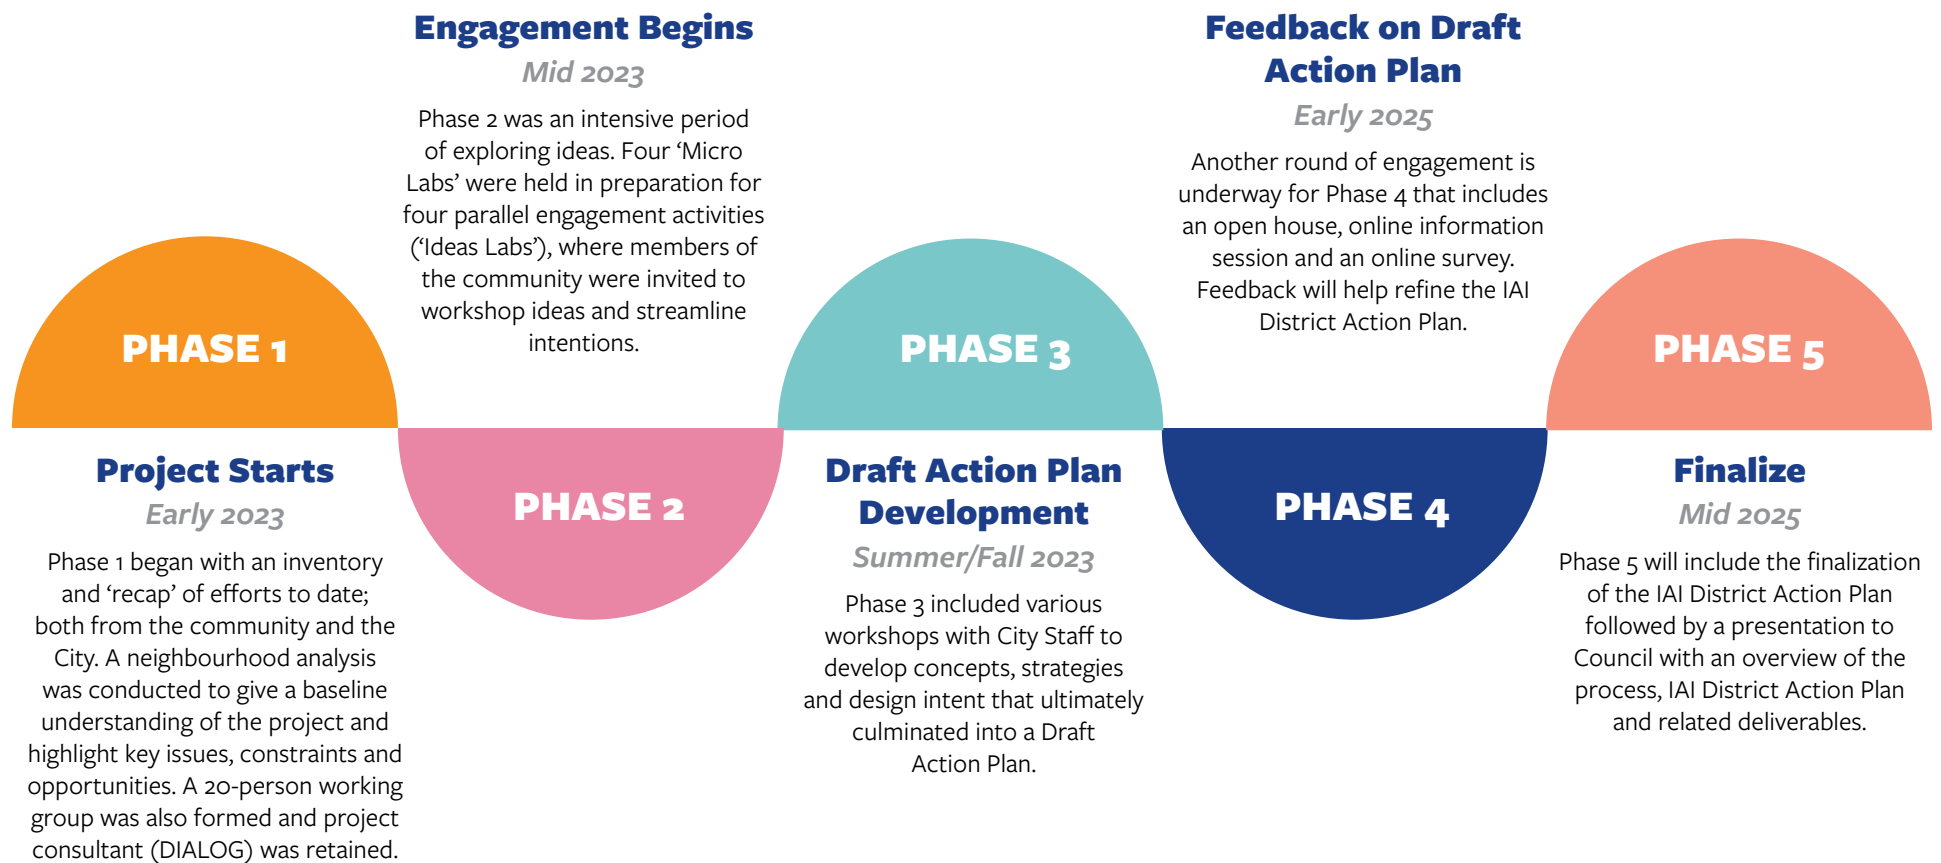 PHASE 1
Project Starts
Early 2023
Phase 1 began with an inventory
and ‘recap’ of efforts to date;
both from the community and the
City. A neighbourhood analysis
was conducted to give a baseline
understanding of the project and
highlight key issues, constraints and
opportunities. A 20-person working
group was also formed and project
consultant (DIALOG) was retained.
Engagement Begins
Mid 2023
Phase 2 was an intensive period
of exploring ideas. Four ‘Micro
Labs’ were held in preparation for
four parallel engagement activities
(‘Ideas Labs’), where members of
the community were invited to
workshop ideas and streamline
intentions.
PHASE 2
PHASE 3
Draft Action Plan
Development
Summer/Fall 2023
Phase 3 included various
workshops with City Staff to
develop concepts, strategies
and design intent that ultimately
culminated into a Draft
Action Plan.
Feedback on Draft
Action Plan
Early 2025
Another round of engagement is
underway for Phase 4 that includes
an open house, online information
session and an online survey.
Feedback will help refine the IAI
District Action Plan.
PHASE 4
PHASE 5
Finalize
Mid 2025
Phase 5 will include the finalization
of the IAI District Action Plan
followed by a presentation to
Council with an overview of the
process, IAI District Action Plan
and related deliverables.